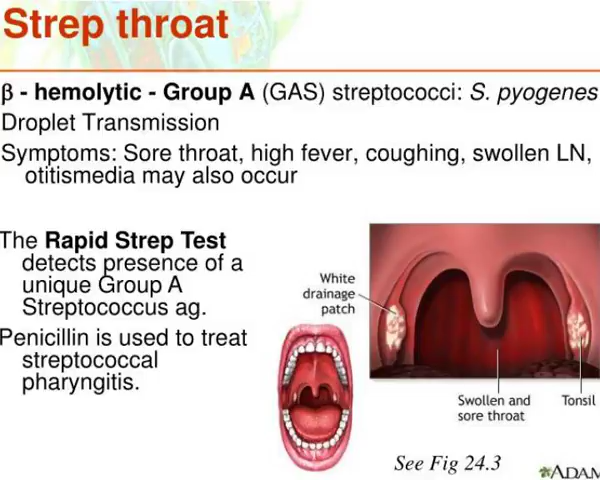 Strep throat
β - hemolytic - Group A (GAS) streptococci: S. pyogenes
Droplet Transmission
Symptoms: Sore throat, high fever, coughing, swollen LN,
otitismedia may also occur
The Rapid Strep Test
detects presence of a
unique Group A
Streptococcus ag.
Penicillin is used to treat
streptococcal
pharyngitis.
White
drainage
patch
Swollen and
sore throat
Tonsil
See Fig 24.3
ADAM